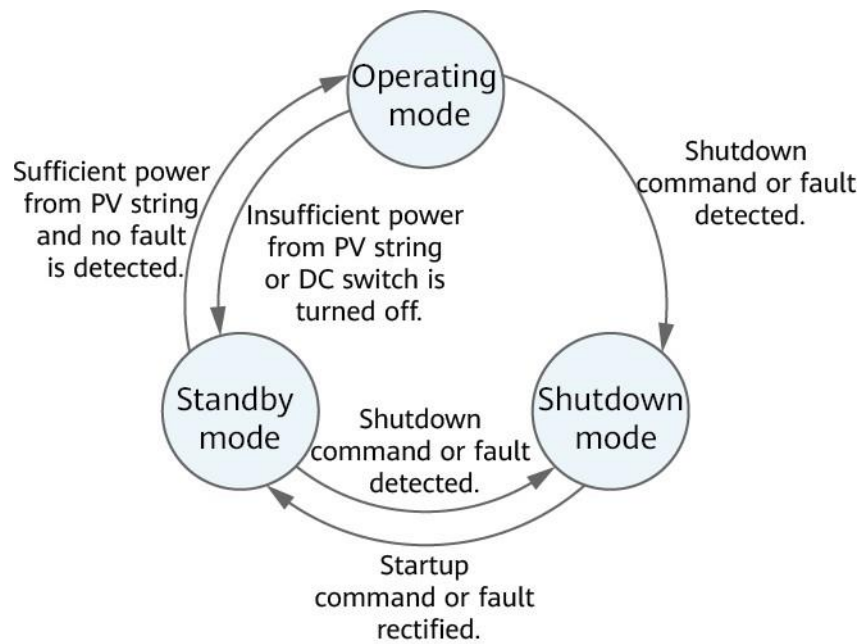 Operating
mode
Shutdown
command or fault
detected.
Sufficient power
from PV string
and no fault
is detected.
Insufficient power
from PV string
or DC switch is
turned off.
Standby
mode
Shutdown
command or fault
detected.
Shutdown
mode
Startup
command or fault
rectified.